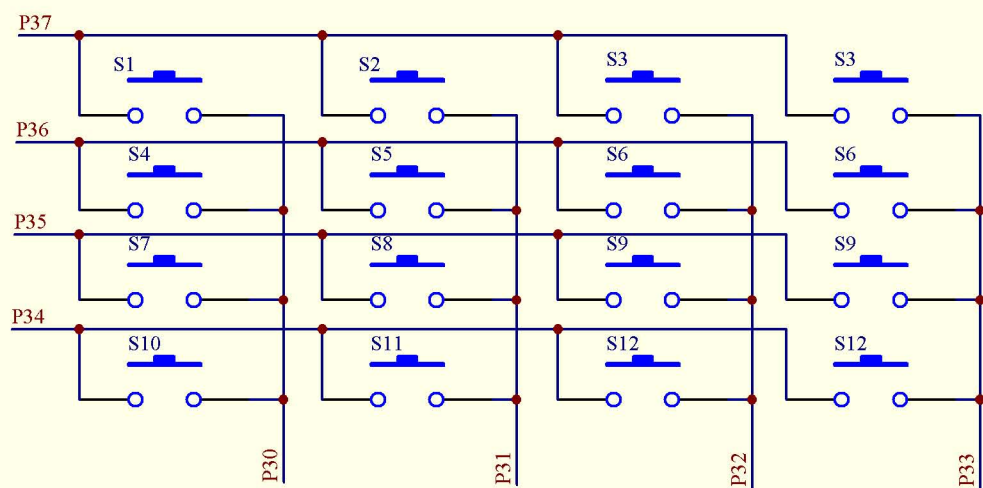 P37
S1 S2 S3 S3
P36
S4 S5 S6 S6
P35
S7 S8 S9 S9
P34
S10 S11 S12 S12
P30 P31 P32 P33